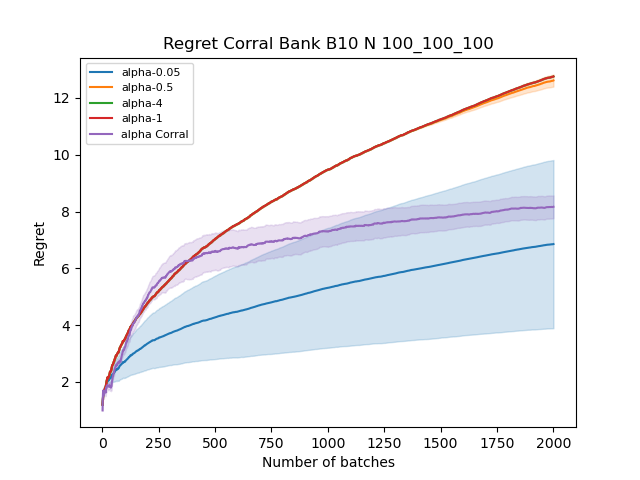 Regret Corral Bank B10 N 100_100_100
alpha-0.05
alpha-0.5
alpha-4
alpha-1
alpha Corral
Regret
12
10
8
6
4
2
0
250
500
750
1000
1250
1500
1750
2000
Number of batches